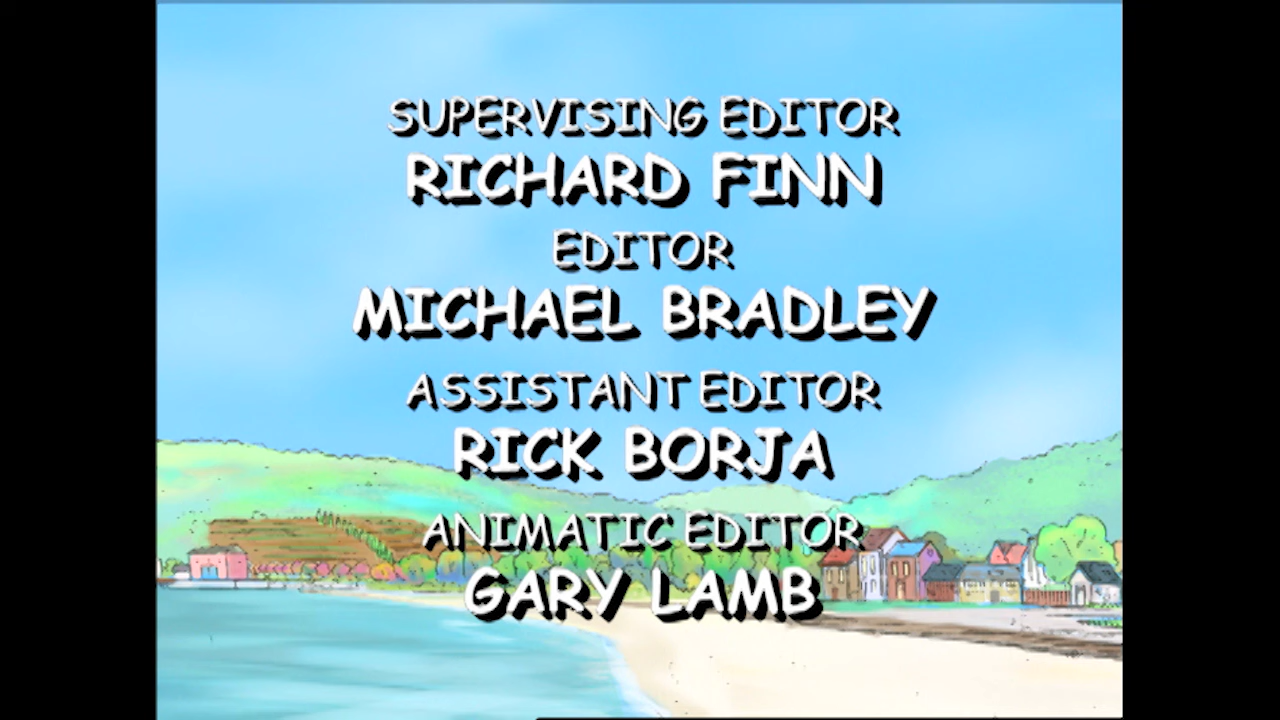 SUPERVISING EDITOR
RICHARD FINN
EDITOR
MICHAEL BRADLEY
ASSISTANT EDITOR
RICK BORJA
ANIMATIC EDITOR
GARY LAMB